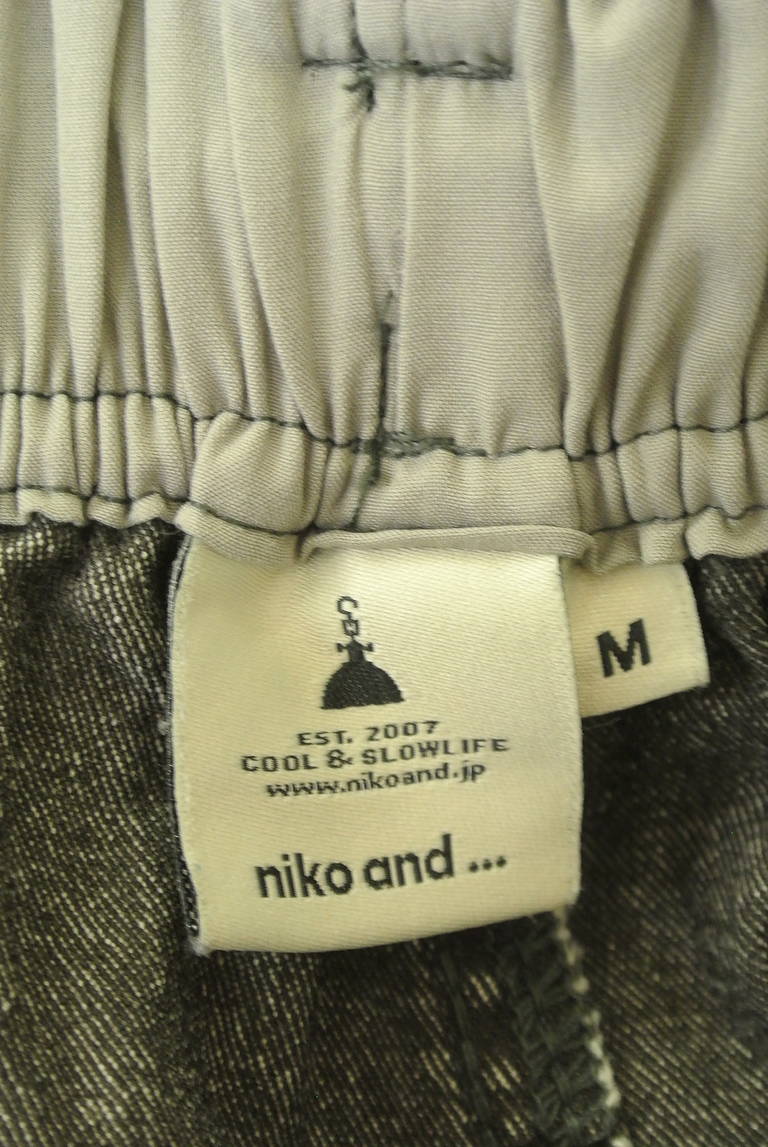 EST. 2007
COOL & SLOWLIFE
www.nikoand.jp
niko and ...
M